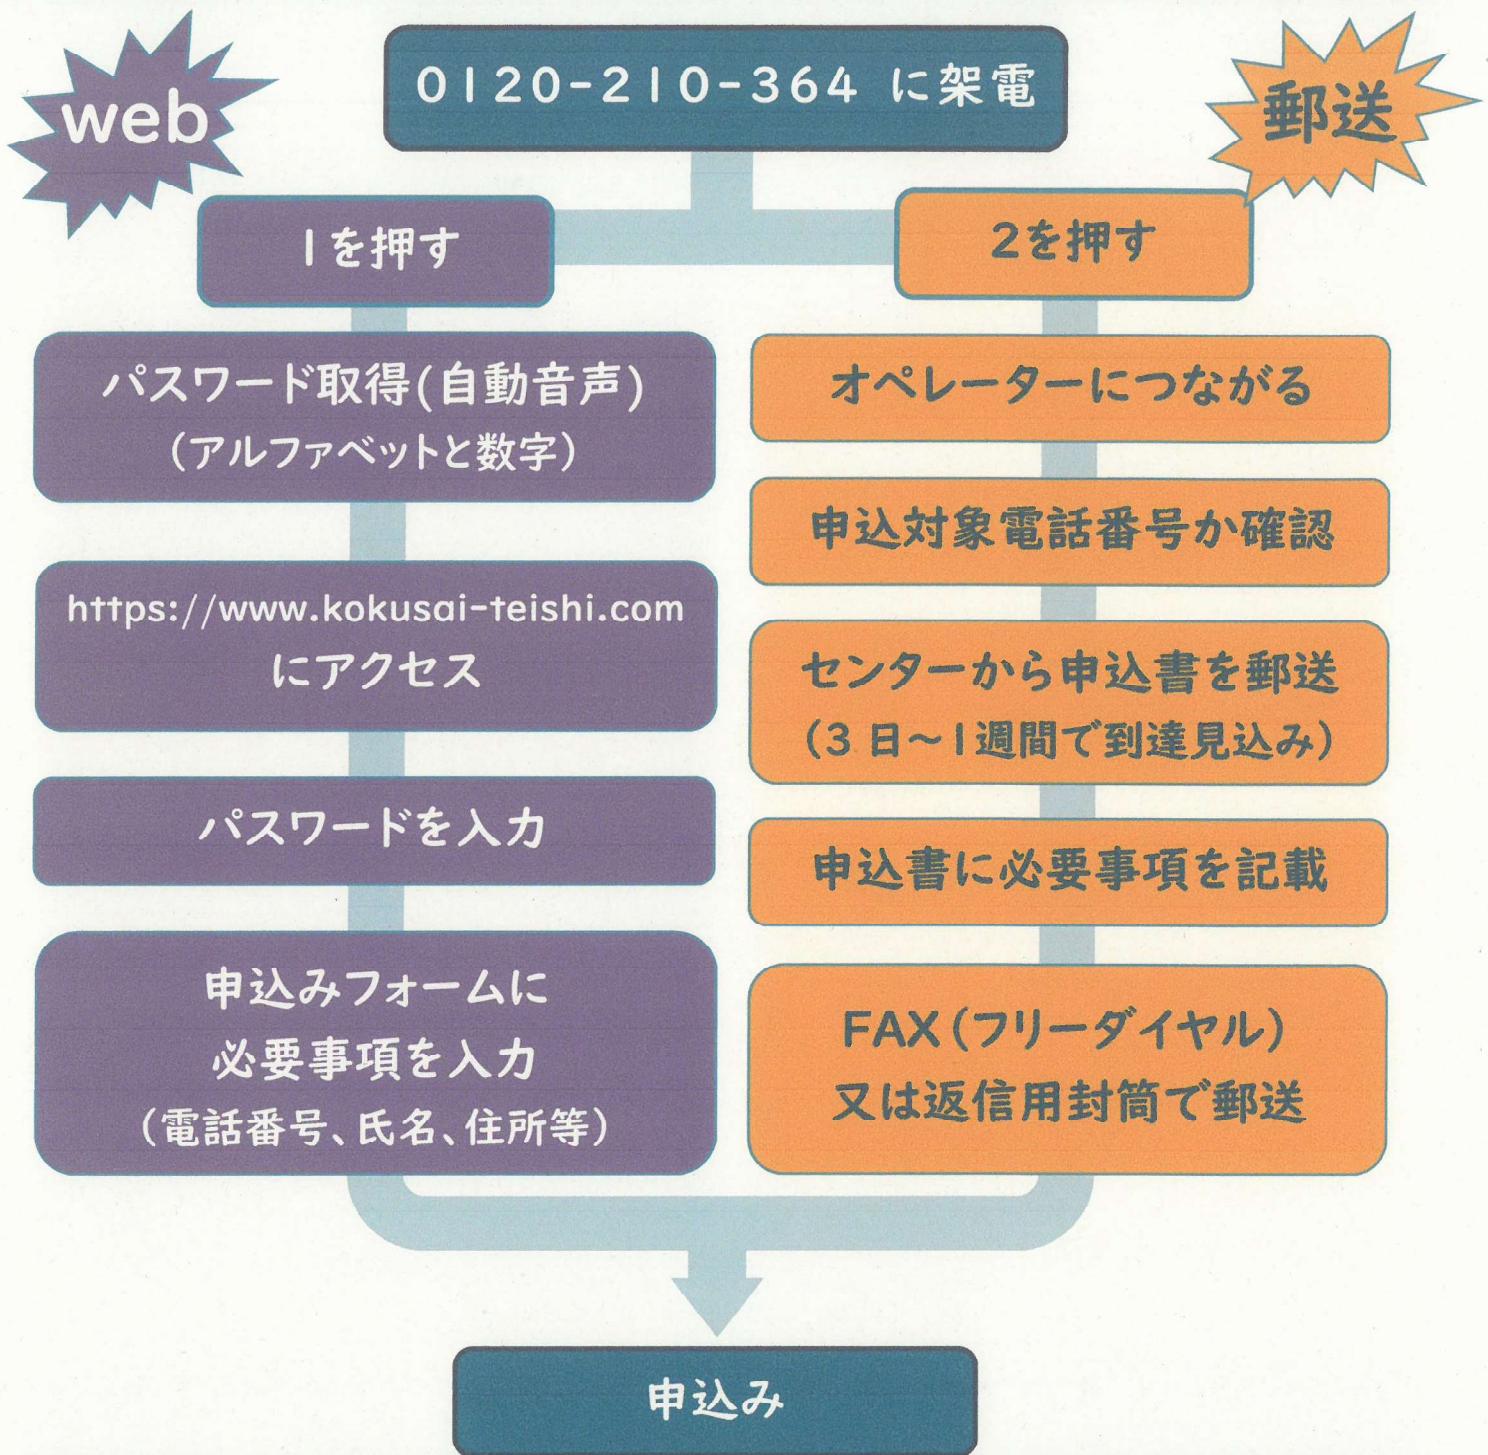 web
0120-210-364 に架電
郵送
1を押す
パスワード取得(自動音声)
(アルファベットと数字)
https://www.kokusai-teishi.com
にアクセス
パスワードを入力
申込みフォームに
必要事項を入力
(電話番号、氏名、住所等)
2を押す
オペレーターにつながる
申込対象電話番号か確認
センターから申込書を郵送
(3 日～1週間で到達見込み)
申込書に必要事項を記載
FAX(フリーダイヤル)
又は返信用封筒で郵送
申込み